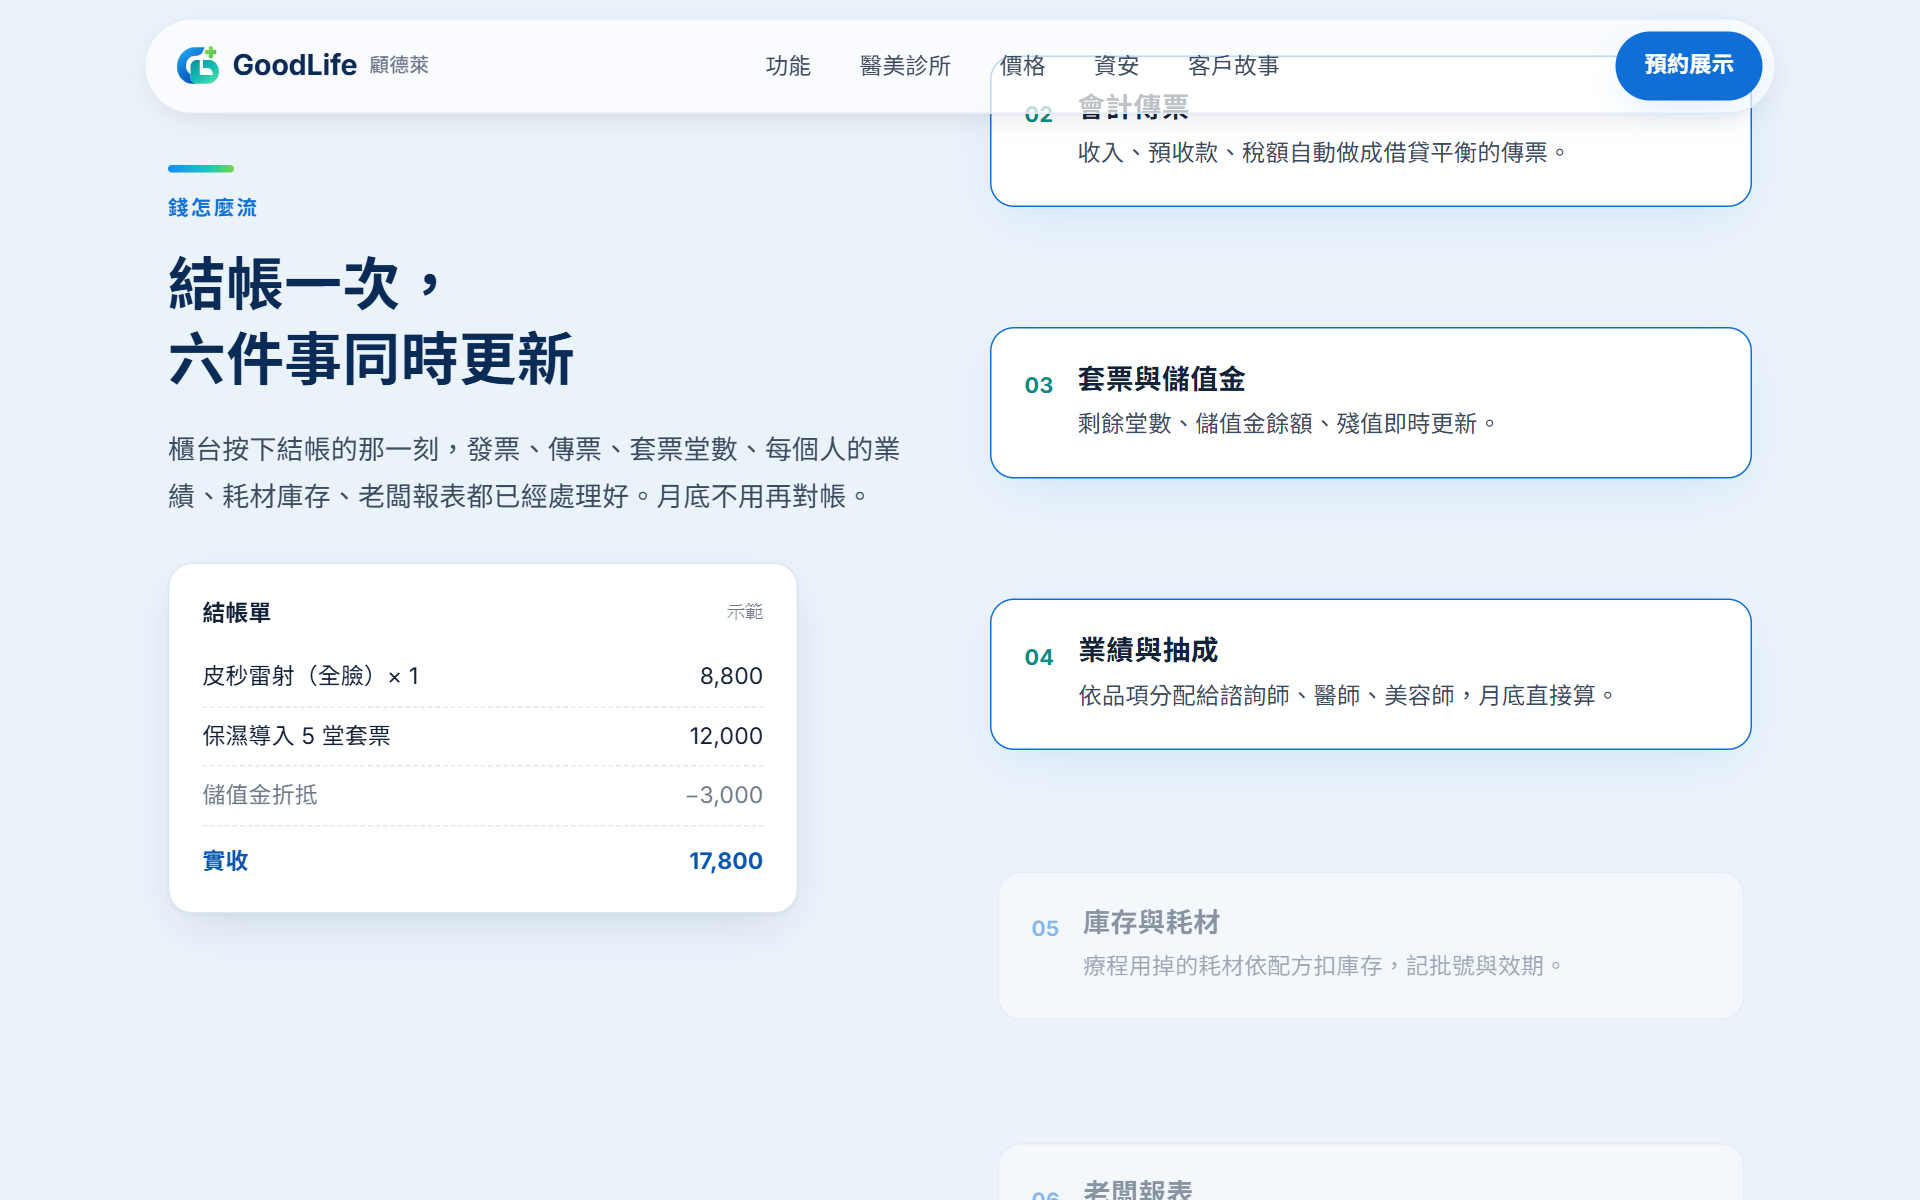 GoodLife 顧德萊
功能
醫美診所
價格
資安
客戶故事
預約展示
錢怎麼流
結帳一次，
六件事同時更新
櫃台按下結帳的那一刻，發票、傳票、套票堂數、每個人的業
績、耗材庫存、老闆報表都已經處理好。月底不用再對帳。
結帳單 示範
皮秒雷射（全臉）× 1 8,800
保濕導入 5 堂套票 12,000
儲值金折抵 −3,000
實收 17,800
02 會計傳票
收入、預收款、稅額自動做成借貸平衡的傳票。
03 套票與儲值金
剩餘堂數、儲值金餘額、殘值即時更新。
04 業績與抽成
依品項分配給諮詢師、醫師、美容師，月底直接算。
05 庫存與耗材
療程用掉的耗材依配方扣庫存，記批號與效期。
06 老闆報表